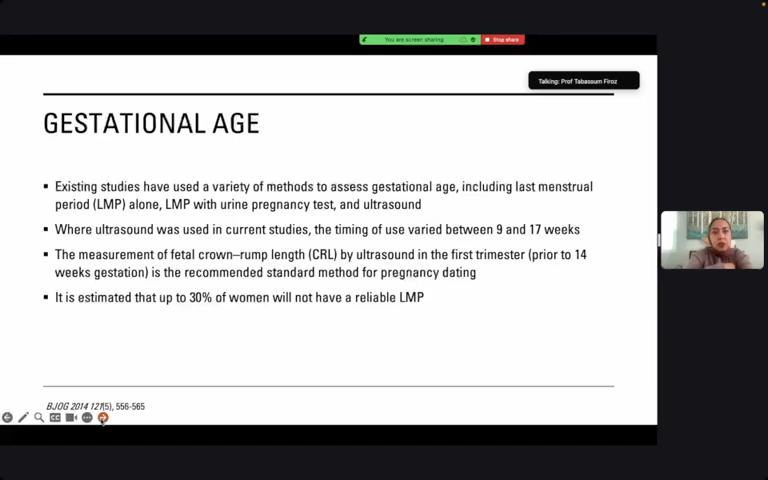 You are screen sharing
Stop share
Talking: Prof Tabassum Firoz
GESTATIONAL AGE
▪ Existing studies have used a variety of methods to assess gestational age, including last menstrual
period (LMP) alone, LMP with urine pregnancy test, and ultrasound
▪ Where ultrasound was used in current studies, the timing of use varied between 9 and 17 weeks
▪ The measurement of fetal crown–rump length (CRL) by ultrasound in the first trimester (prior to 14
weeks gestation) is the recommended standard method for pregnancy dating
▪ It is estimated that up to 30% of women will not have a reliable LMP
BJOG 2014 121(5), 556-565
CC